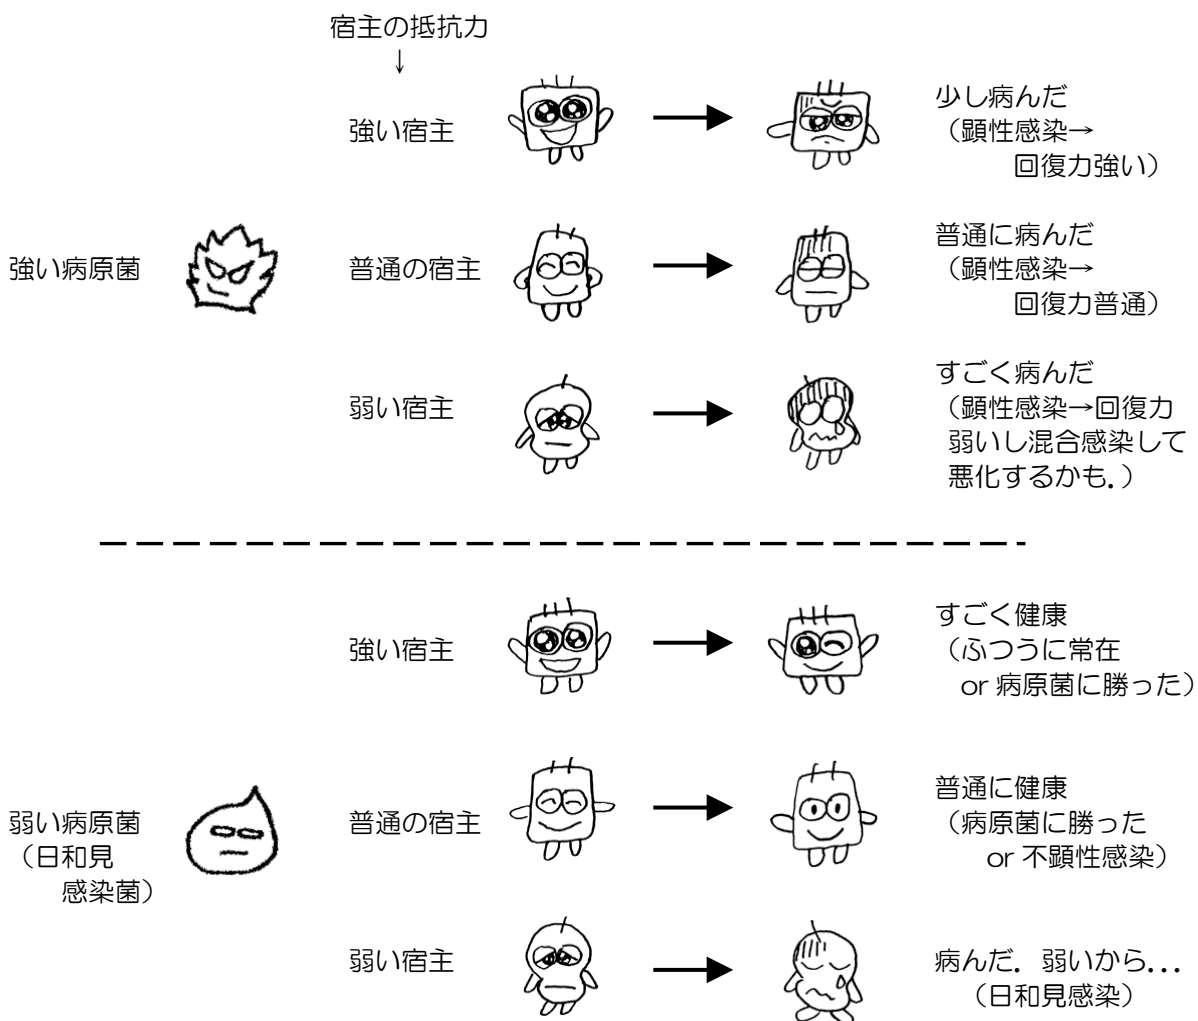 宿主の抵抗力
↓
強い宿主
少し病んだ
（顕性感染→
回復力強い）
強い病原菌
普通の宿主
普通に病んだ
（顕性感染→
回復力普通）
弱い宿主
すごく病んだ
（顕性感染→回復力
弱いし混合感染して
悪化するかも．）
強い宿主
すごく健康
（ふつうに常在
or 病原菌に勝った）
弱い病原菌
（日和見
感染菌）
普通の宿主
普通に健康
（病原菌に勝った
or 不顕性感染）
弱い宿主
病んだ．弱いから...
（日和見感染）